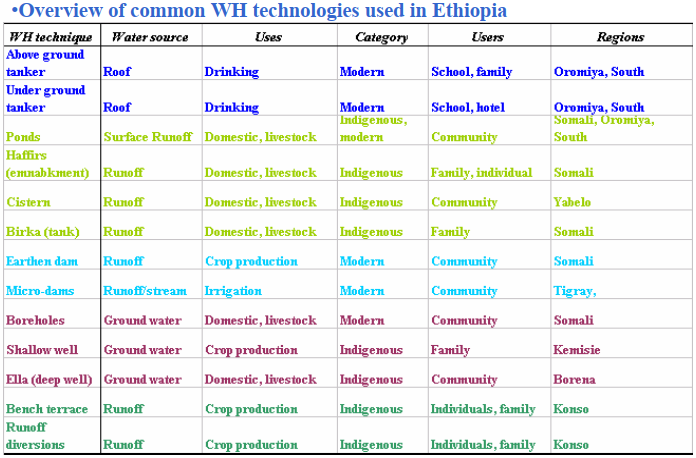 •Overview of common WH technologies used in Ethiopia
WH technique Water source Uses Category Users Regions
Above ground
tanker Roof Drinking Modern School, family Oromiya, South
Under ground
tanker Roof Drinking Modern School, hotel Oromiya, South
Indigenous, Somali, Oromiya,
Ponds Surface Runoff Domestic, livestock modern Community South
Haffirs
(emnabkment) Runoff Domestic, livestock Indigenous Family, individual Somali
Cistern Runoff Domestic, livestock Indigenous Community Yabelo
Birka (tank) Runoff Domestic, livestock Indigenous Family Somali
Earthen dam Runoff Crop production Modern Community Somali
Micro-dams Runoff/stream Irrigation Modern Community Tigray,
Boreholes Ground water Domestic, livestock Modern Community Somali
Shallow well Ground water Crop production Indigenous Family Kemisie
Ella (deep well) Ground water Domestic, livestock Indigenous Community Borena
Bench terrace Runoff Crop production Indigenous Individuals, family Konso
Runoff
diversions Runoff Crop production Indigenous Individuals, family Konso